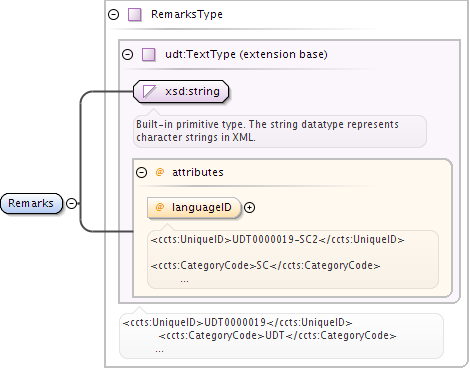 RemarksType
udt:TextType (extension base)
xsd:string
Built-in primitive type. The string datatype represents
character strings in XML.
@ attributes
Remarks
@ languageID
<ccts:UniqueID>UDT0000019-SC2</ccts:UniqueID>
<ccts:CategoryCode>SC</ccts:CategoryCode>
...
<ccts:UniqueID>UDT0000019</ccts:UniqueID>
<ccts:CategoryCode>UDT</ccts:CategoryCode>
...